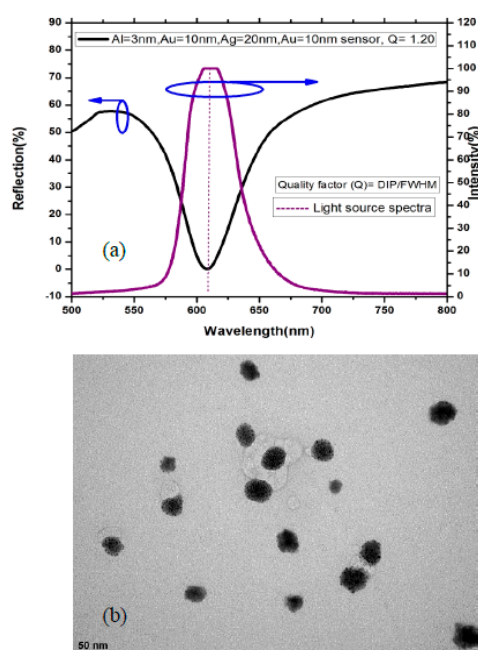 Al=3nm,Au=10nm,Ag=20nm,Au=10nm sensor, Q= 1.20
Reflection(%)
90
80
70
60
50
40
30
20
10
0
-10
Intensity(%)
120
110
100
90
80
70
60
50
40
30
20
10
0
Quality factor (Q)= DIP/FWHM
Light source spectra
(a)
500 550 600 650 700 750 800
Wavelength(nm)
(b)
50 nm